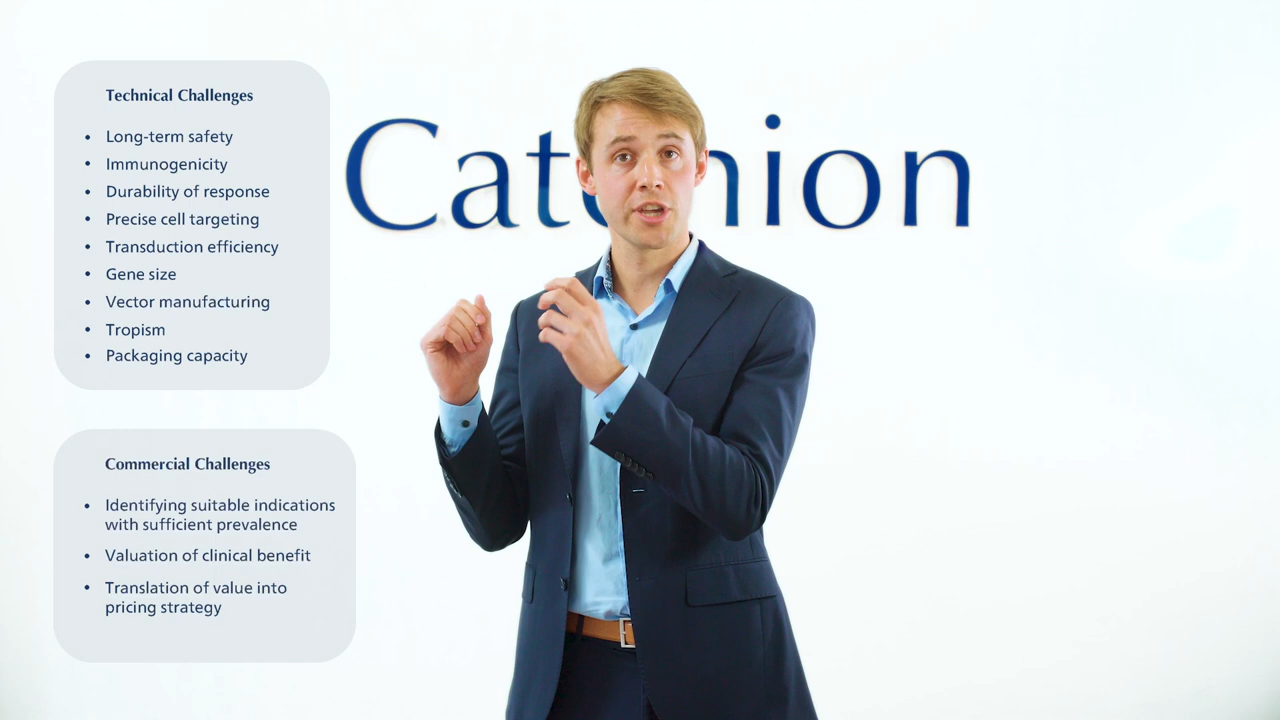 Technical Challenges
• Long-term safety
• Immunogenicity
• Durability of response
• Precise cell targeting
• Transduction efficiency
• Gene size
• Vector manufacturing
• Tropism
• Packaging capacity
Commercial Challenges
• Identifying suitable indications
with sufficient prevalence
• Valuation of clinical benefit
• Translation of value into
pricing strategy
Catenion